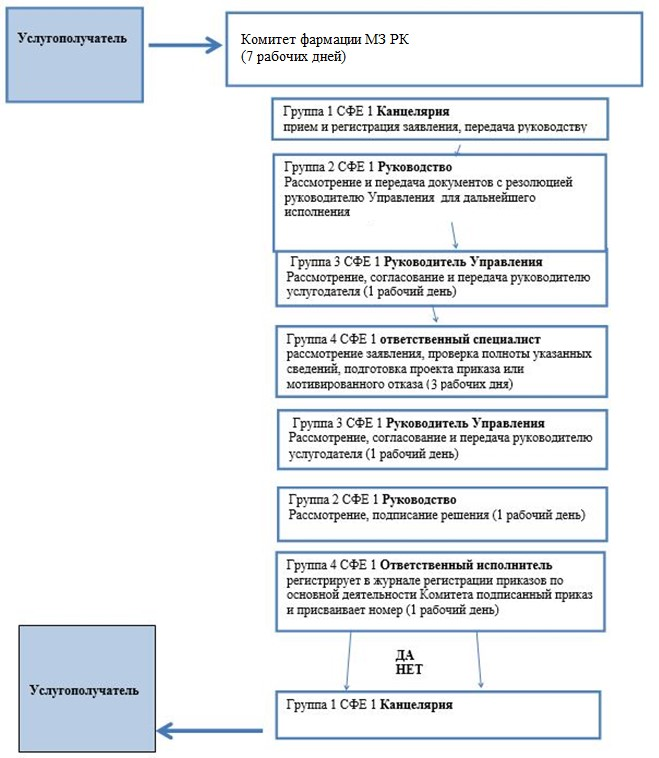 Услугополучатель
Комитет фармации МЗ РК
(7 рабочих дней)
Группа 1 СФЕ 1 Канцелярия
прием и регистрация заявления, передача руководству
Группа 2 СФЕ 1 Руководство
Рассмотрение и передача документов с резолюцией
руководителю Управления для дальнейшего
исполнения
Группа 3 СФЕ 1 Руководитель Управления
Рассмотрение, согласование и передача руководителю
услугодателя (1 рабочий день)
Группа 4 СФЕ 1 ответственный специалист
рассмотрение заявления, проверка полноты указанных
сведений, подготовка проекта приказа или
мотивированного отказа (3 рабочих дня)
Группа 3 СФЕ 1 Руководитель Управления
Рассмотрение, согласование и передача руководителю
услугодателя (1 рабочий день)
Группа 2 СФЕ 1 Руководство
Рассмотрение, подписание решения (1 рабочий день)
Группа 4 СФЕ 1 Ответственный исполнитель
регистрирует в журнале регистрации приказов по
основной деятельности Комитета подписанный приказ
и присваивает номер (1 рабочий день)
ДА
НЕТ
Услугополучатель
Группа 1 СФЕ 1 Канцелярия